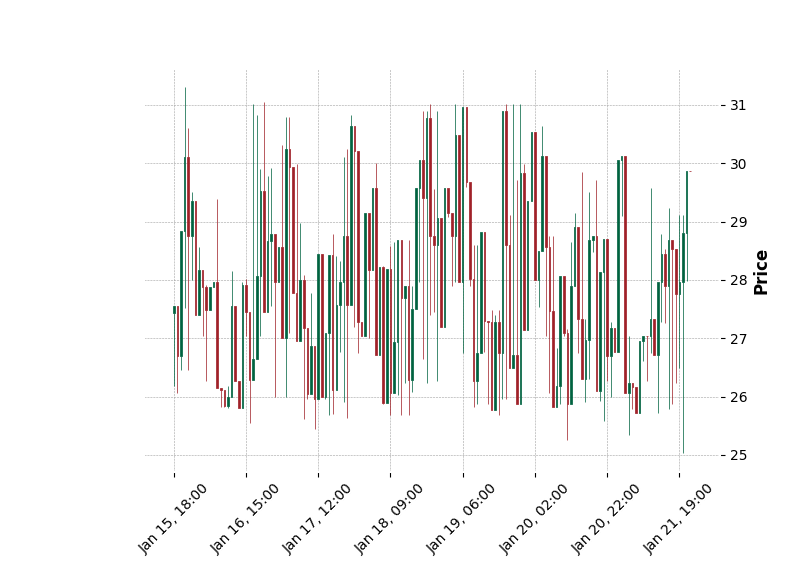 31
30
29
28
27
26
25
Price
Jan 15, 18:00
Jan 16, 15:00
Jan 17, 12:00
Jan 18, 09:00
Jan 19, 06:00
Jan 20, 02:00
Jan 20, 22:00
Jan 21, 19:00